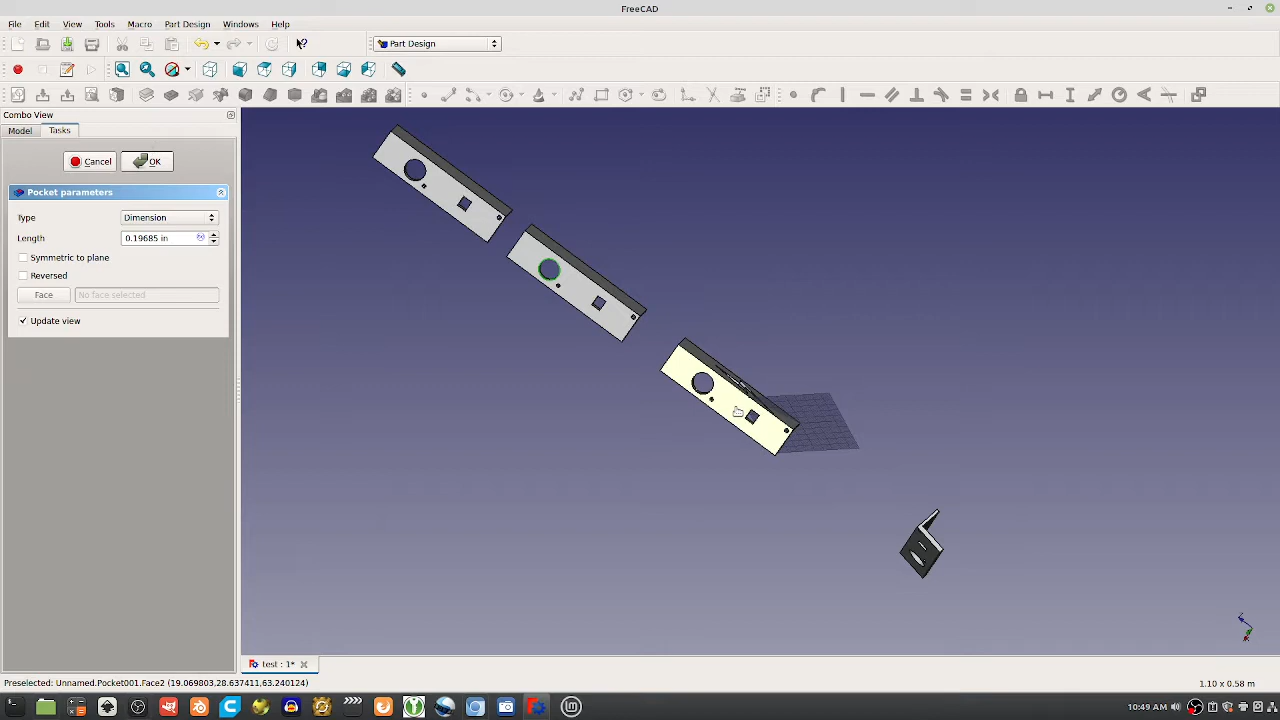 FreeCAD
File Edit View Tools Macro Part Design Windows Help
Part Design
Combo View
Model Tasks
Cancel OK
Pocket parameters
Type Dimension
Length 0.19685 in
Symmetric to plane
Reversed
Face No face selected
Update view
test : 1*
Preselected: Unnamed.Pocket001.Face2 (19.069803,28.637411,63.240124)
1.10 x 0.58 m
10:49 AM